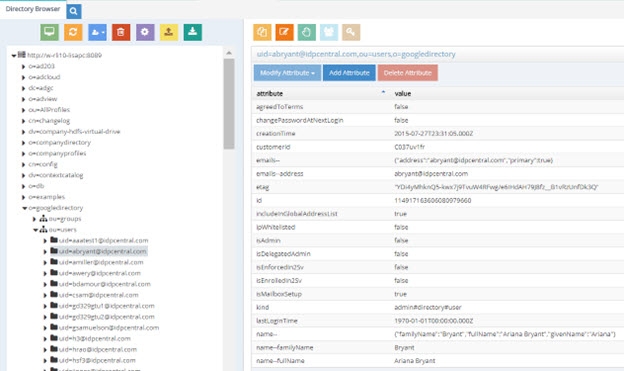 Directory Browser
http://w-rli10-lisapc:8089
o=ad203
o=adcloud
dc=adgc
o=adview
ou=AllProfiles
cn=changelog
dv=company-hdfs-virtual-drive
o=companydirectory
o=companyprofiles
cn=config
dv=contextcatalog
o=db
o=examples
o=googledirectory
ou=groups
ou=users
uid=aaatest1@idpcentral.com
uid=abryant@idpcentral.com
uid=amiller@idpcentral.com
uid=awery@idpcentral.com
uid=bdamour@idpcentral.com
uid=csam@idpcentral.com
uid=gd329gtu1@idpcentral.com
uid=gd329gtu2@idpcentral.com
uid=gsamuelson@idpcentral.com
uid=h3@idpcentral.com
uid=hrao@idpcentral.com
uid=hsf3@idpcentral.com
uid=abryant@idpcentral.com,ou=users,o=googledirectory
Modify Attribute Add Attribute Delete Attribute
attribute value
agreedToTerms false
changePasswordAtNextLogin false
creationTime 2015-07-27T23:31:05.000Z
customerId C037uv1fr
emails-- {"address":"abryant@idpcentral.com","primary":true}
emails--address abryant@idpcentral.com
etag
id 114917163606080979660
includeInGlobalAddressList true
ipWhitelisted false
isAdmin false
isDelegatedAdmin false
isEnforcedIn2Sv false
isEnrolledIn2Sv false
isMailboxSetup true
kind admin#directory#user
lastLoginTime 1970-01-01T00:00:00.000Z
name-- {"familyName":"Bryant","fullName":"Ariana Bryant","givenName":"Ariana"}
name--familyName Bryant
name--fullName Ariana Bryant